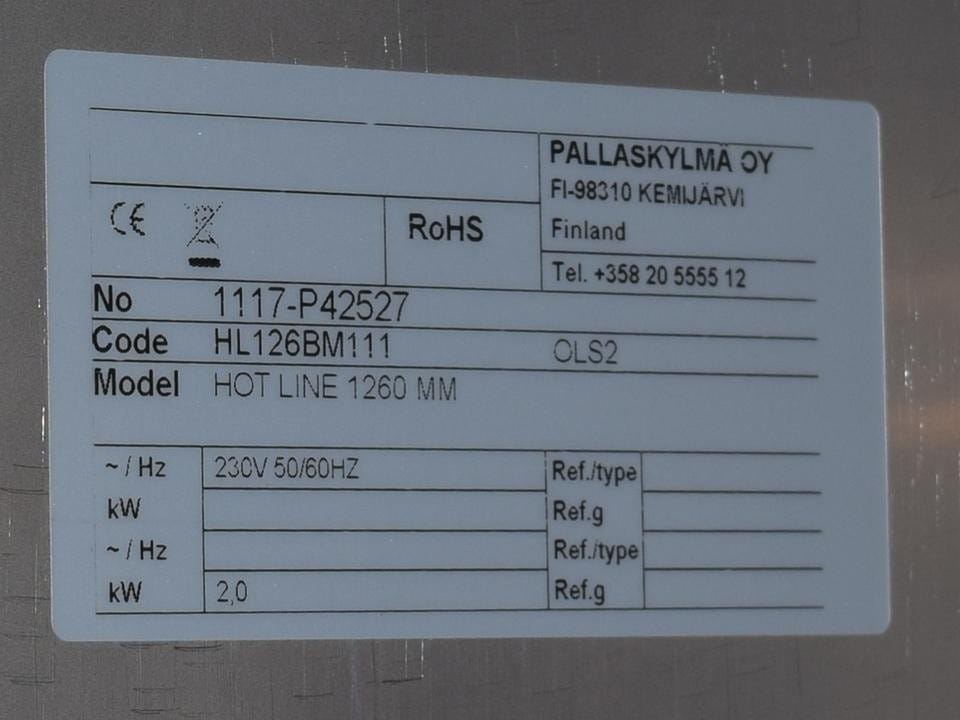 PALLASKYLMÄ OY
FI-98310 KEMIJÄRVI
Finland
CE RoHS
Tel. +358 20 5555 12
No 1117-P42527
Code HL126BM111 OLS2
Model HOT LINE 1260 MM
~ / Hz 230V 50/60HZ Ref./type
kW Ref.g
~ / Hz Ref./type
kW 2,0 Ref.g